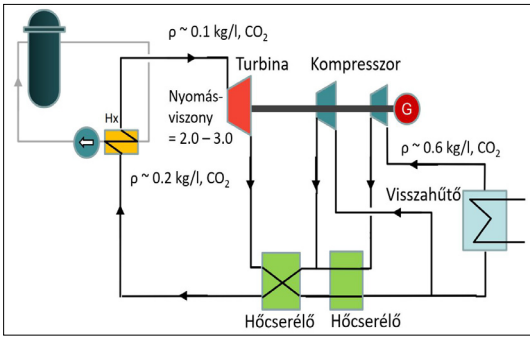 ρ ~ 0.1 kg/l, CO₂
Turbina
Kompresszor
Nyomás-
viszony
= 2.0 – 3.0
Hx
G
ρ ~ 0.6 kg/l, CO₂
ρ ~ 0.2 kg/l, CO₂
Visszahűtő
Hőcserélő
Hőcserélő